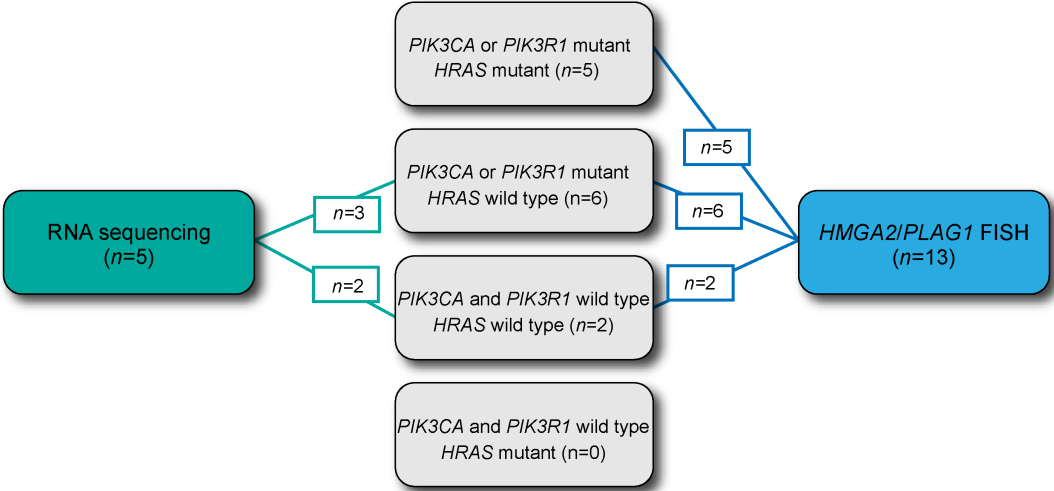 PIK3CA or PIK3R1 mutant
HRAS mutant (n=5)
n=5
PIK3CA or PIK3R1 mutant
HRAS wild type (n=6)
n=3
n=6
RNA sequencing
(n=5)
HMGA2/PLAG1 FISH
(n=13)
n=2
n=2
PIK3CA and PIK3R1 wild type
HRAS wild type (n=2)
PIK3CA and PIK3R1 wild type
HRAS mutant (n=0)